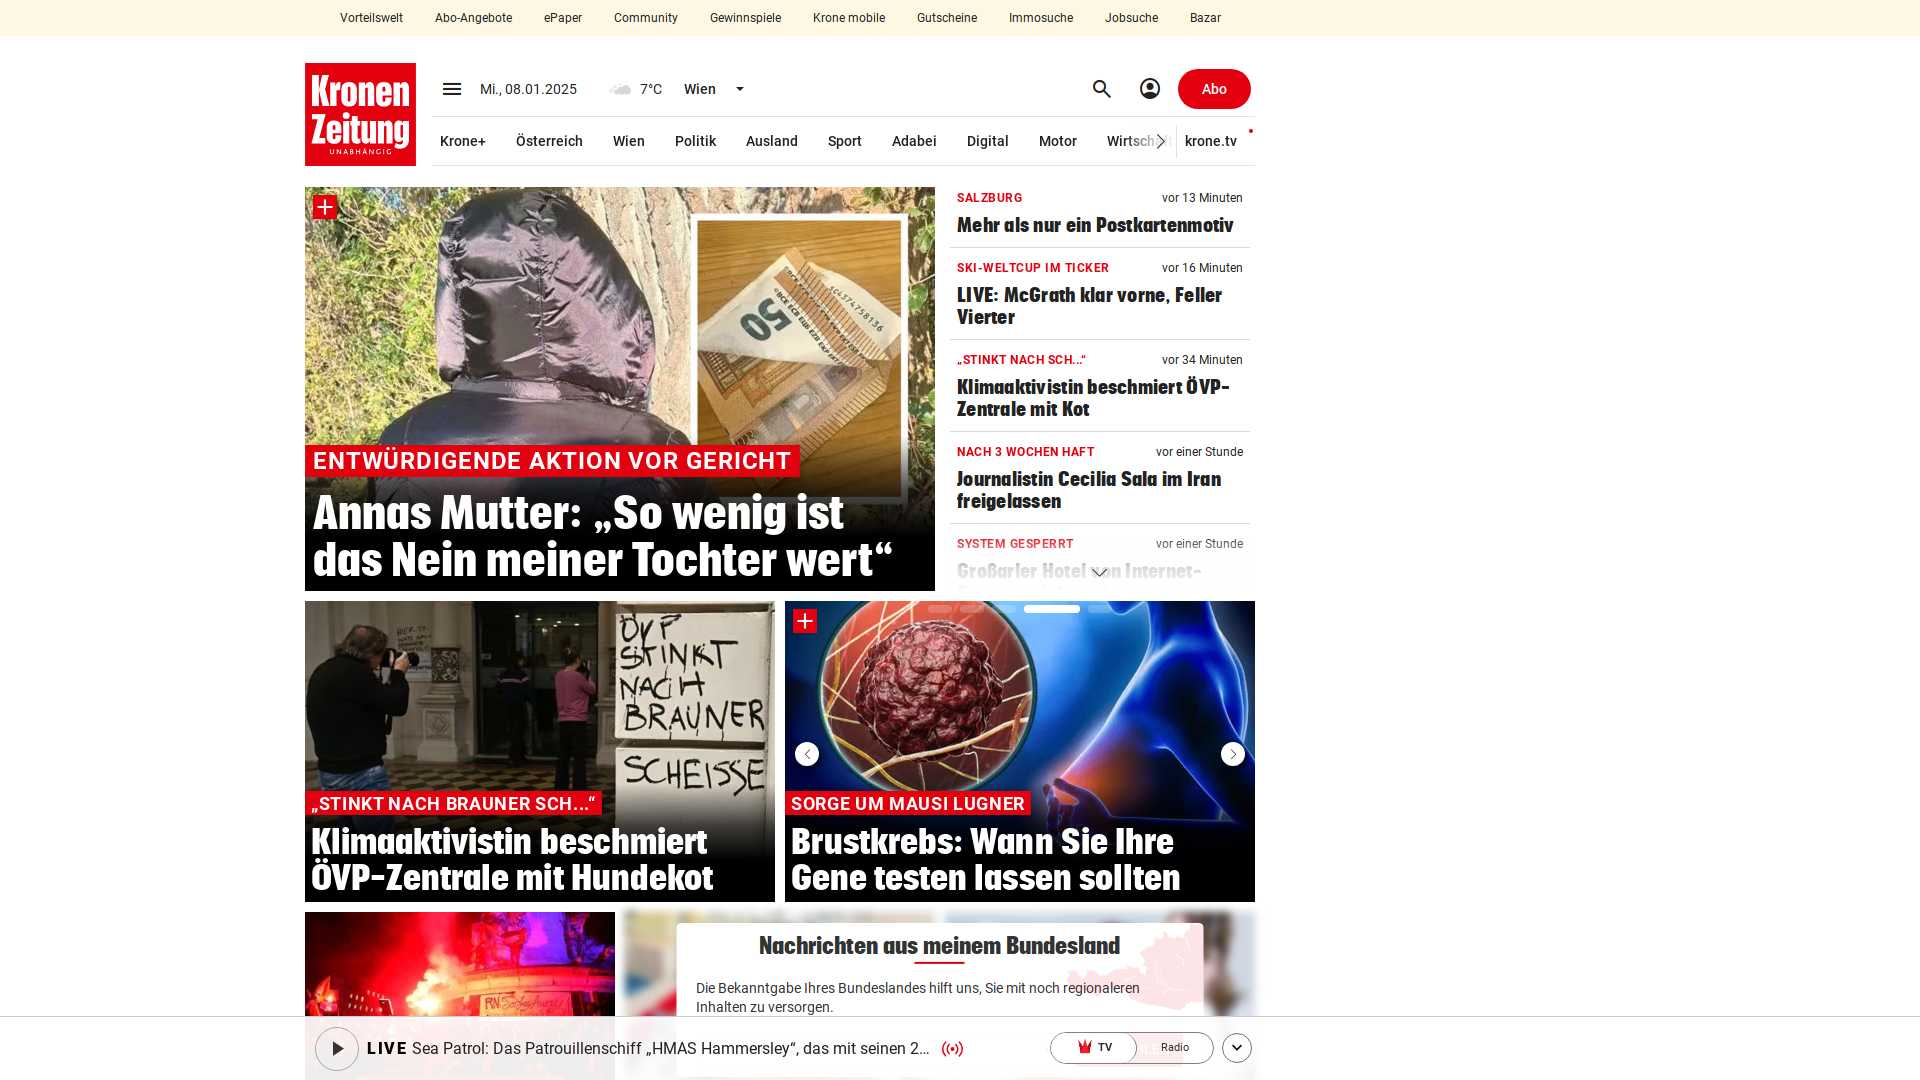 Vorteilswelt Abo-Angebote ePaper Community Gewinnspiele Krone mobile Gutscheine Immosuche Jobsuche Bazar
Kronen
Zeitung
UNABHÄNGIG
Mi., 08.01.2025 7°C Wien
Abo
Krone+ Österreich Wien Politik Ausland Sport Adabei Digital Motor Wirtschaft krone.tv
50
SC4574758136
ENTWÜRDIGENDE AKTION VOR GERICHT
Annas Mutter: „So wenig ist
das Nein meiner Tochter wert“
SALZBURG vor 13 Minuten
Mehr als nur ein Postkartenmotiv
SKI-WELTCUP IM TICKER vor 16 Minuten
LIVE: McGrath klar vorne, Feller
Vierter
„STINKT NACH SCH...“ vor 34 Minuten
Klimaaktivistin beschmiert ÖVP-
Zentrale mit Kot
NACH 3 WOCHEN HAFT vor einer Stunde
Journalistin Cecilia Sala im Iran
freigelassen
SYSTEM GESPERRT vor einer Stunde
Großarler Hotel von Internet-
ÖVP
STINKT
NACH
BRAUNER
SCHEISSE
„STINKT NACH BRAUNER SCH...“
Klimaaktivistin beschmiert
ÖVP-Zentrale mit Hundekot
SORGE UM MAUSI LUGNER
Brustkrebs: Wann Sie Ihre
Gene testen lassen sollten
Nachrichten aus meinem Bundesland
Die Bekanntgabe Ihres Bundeslandes hilft uns, Sie mit noch regionaleren
Inhalten zu versorgen.
LIVE Sea Patrol: Das Patrouillenschiff „HMAS Hammersley“, das mit seinen 2...
TV Radio